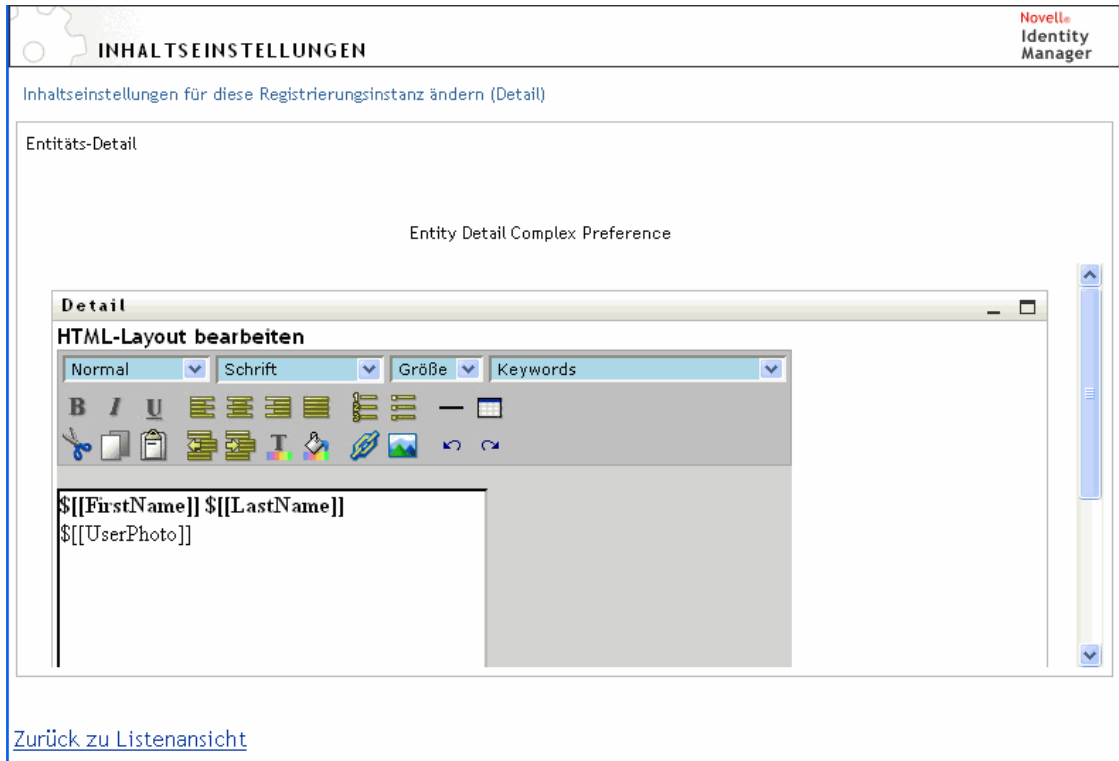 Novell®
Identity
Manager
INHALTSEINSTELLUNGEN
Inhaltseinstellungen für diese Registrierungsinstanz ändern (Detail)
Entitäts-Detail
Entity Detail Complex Preference
Detail
HTML-Layout bearbeiten
Normal Schrift Größe Keywords
B I U
T
$[[FirstName]] $[[LastName]]
$[[UserPhoto]]
Zurück zu Listenansicht